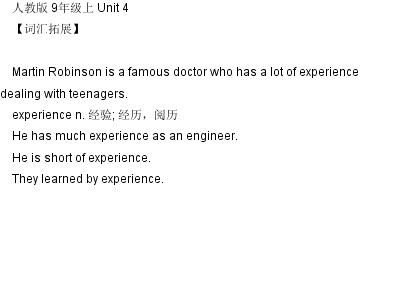 人教版 9年级上 Unit 4
【词汇拓展】
Martin Robinson is a famous doctor who has a lot of experience
dealing with teenagers.
experience n. 经验; 经历，阅历
He has much experience as an engineer.
He is short of experience.
They learned by experience.